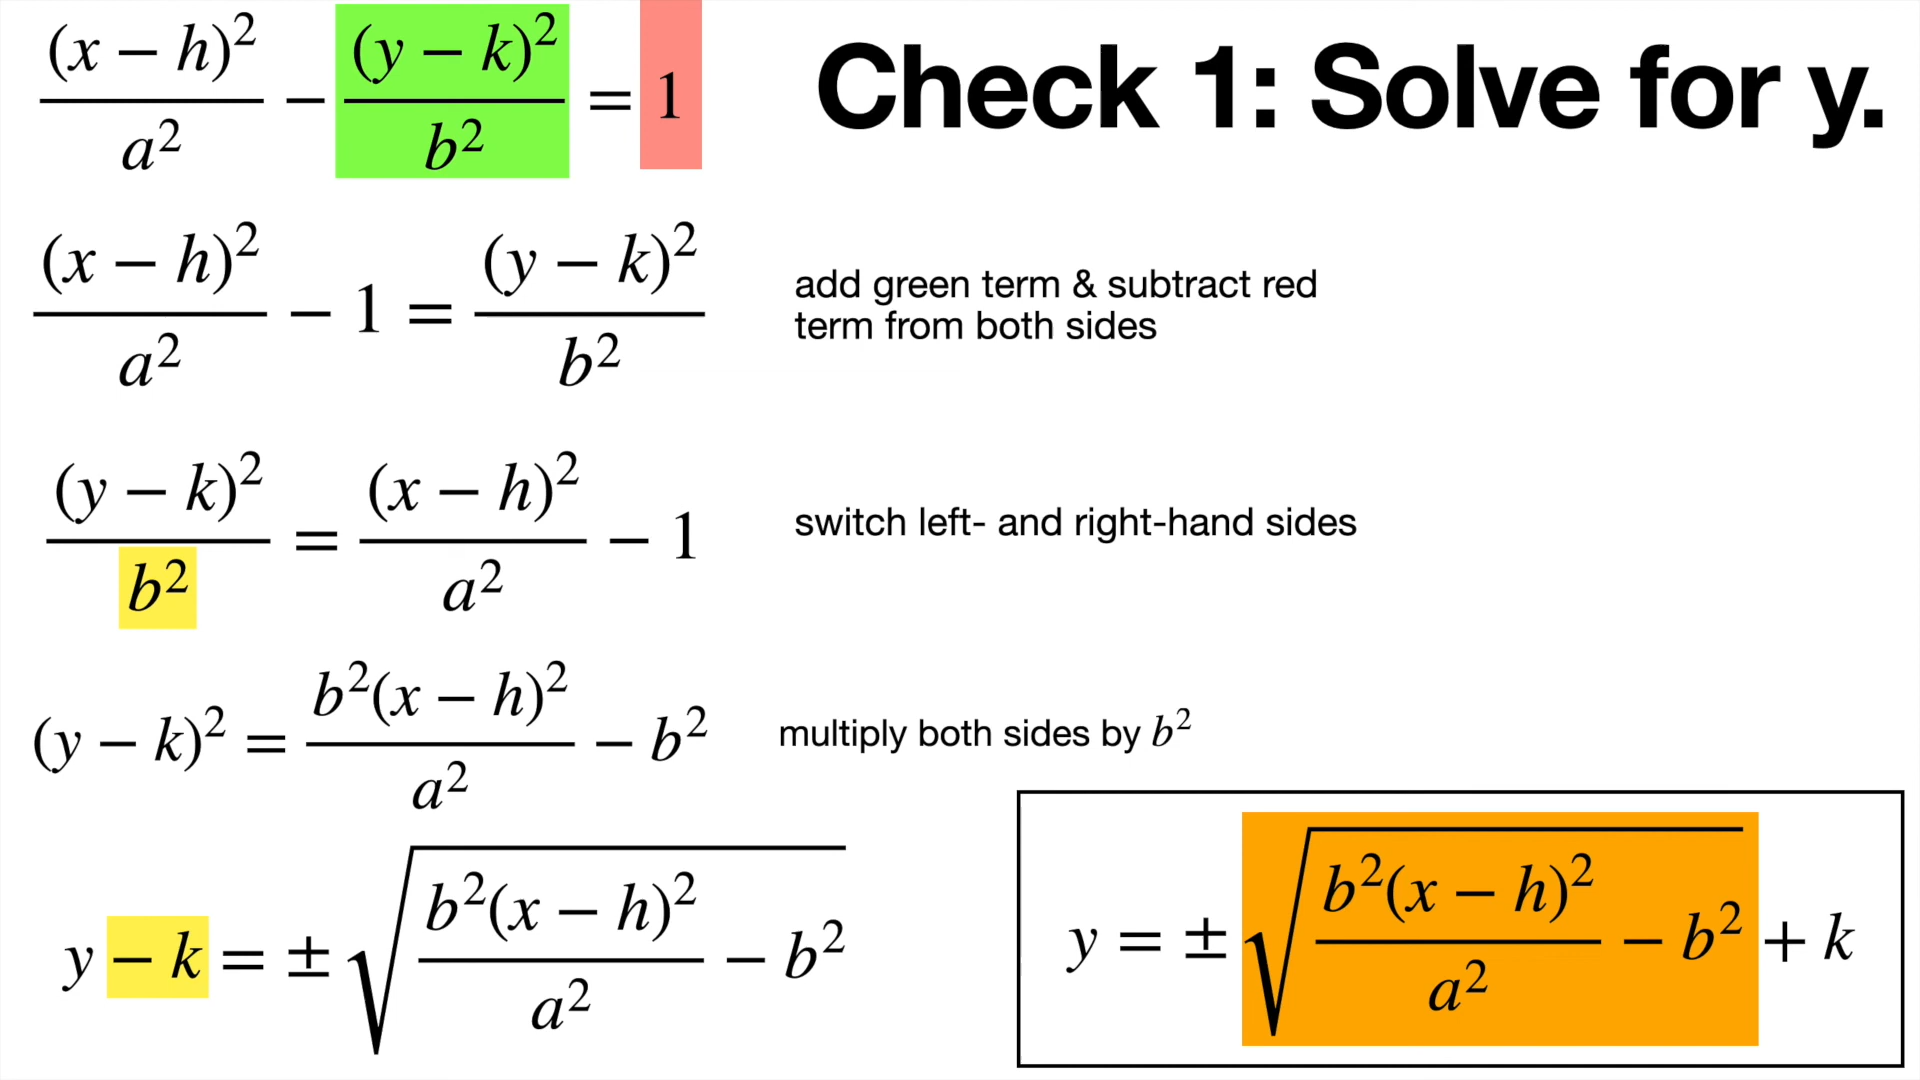 (x − h)²/a² − (y − k)²/b² = 1
Check 1: Solve for y.
(x − h)²/a² − 1 = (y − k)²/b²
add green term & subtract red
term from both sides
(y − k)²/b² = (x − h)²/a² − 1
switch left- and right-hand sides
(y − k)² = b²(x − h)²/a² − b²
multiply both sides by b²
y − k = ± √(b²(x − h)²/a² − b²)
y = ± √(b²(x − h)²/a² − b²) + k